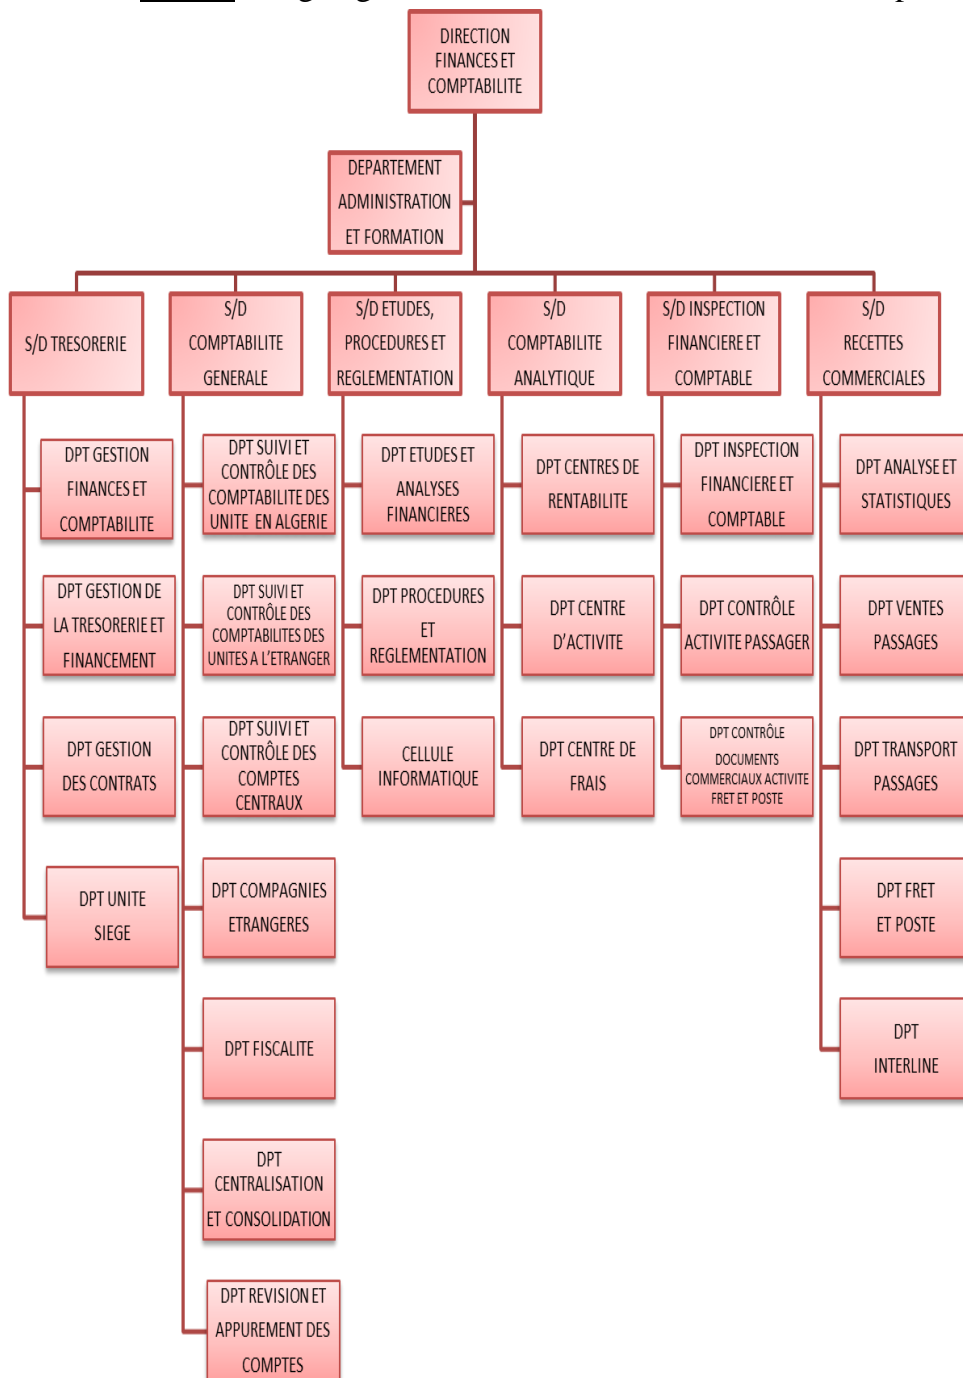 DIRECTION
FINANCES ET
COMPTABILITE
DEPARTEMENT
ADMINISTRATION
ET FORMATION
S/D TRESORERIE
S/D
COMPTABILITE
GENERALE
S/D ETUDES,
PROCEDURES ET
REGLEMENTATION
S/D
COMPTABILITE
ANALYTIQUE
S/D INSPECTION
FINANCIERE ET
COMPTABLE
S/D
RECETTES
COMMERCIALES
DPT GESTION
FINANCES ET
COMPTABILITE
DPT GESTION DE
LA TRESORERIE ET
FINANCEMENT
DPT GESTION
DES CONTRATS
DPT UNITE
SIEGE
DPT SUIVI ET
CONTRÔLE DES
COMPTABILITE DES
UNITE EN ALGERIE
DPT SUIVI ET
CONTRÔLE DES
COMPTABILITES DES
UNITES A L'ETRANGER
DPT SUIVI ET
CONTRÔLE DES
COMPTES
CENTRAUX
DPT COMPAGNIES
ETRANGERES
DPT FISCALITE
DPT
CENTRALISATION
ET CONSOLIDATION
DPT REVISION ET
APPUREMENT DES
COMPTES
DPT ETUDES ET
ANALYSES
FINANCIERES
DPT PROCEDURES
ET
REGLEMENTATION
CELLULE
INFORMATIQUE
DPT CENTRES DE
RENTABILITE
DPT CENTRE
D'ACTIVITE
DPT CENTRE DE
FRAIS
DPT INSPECTION
FINANCIERE ET
COMPTABLE
DPT CONTRÔLE
ACTIVITE PASSAGER
DPT CONTRÔLE
DOCUMENTS
COMMERCIAUX ACTIVITE
FRET ET POSTE
DPT ANALYSE ET
STATISTIQUES
DPT VENTES
PASSAGES
DPT TRANSPORT
PASSAGES
DPT FRET
ET POSTE
DPT
INTERLINE